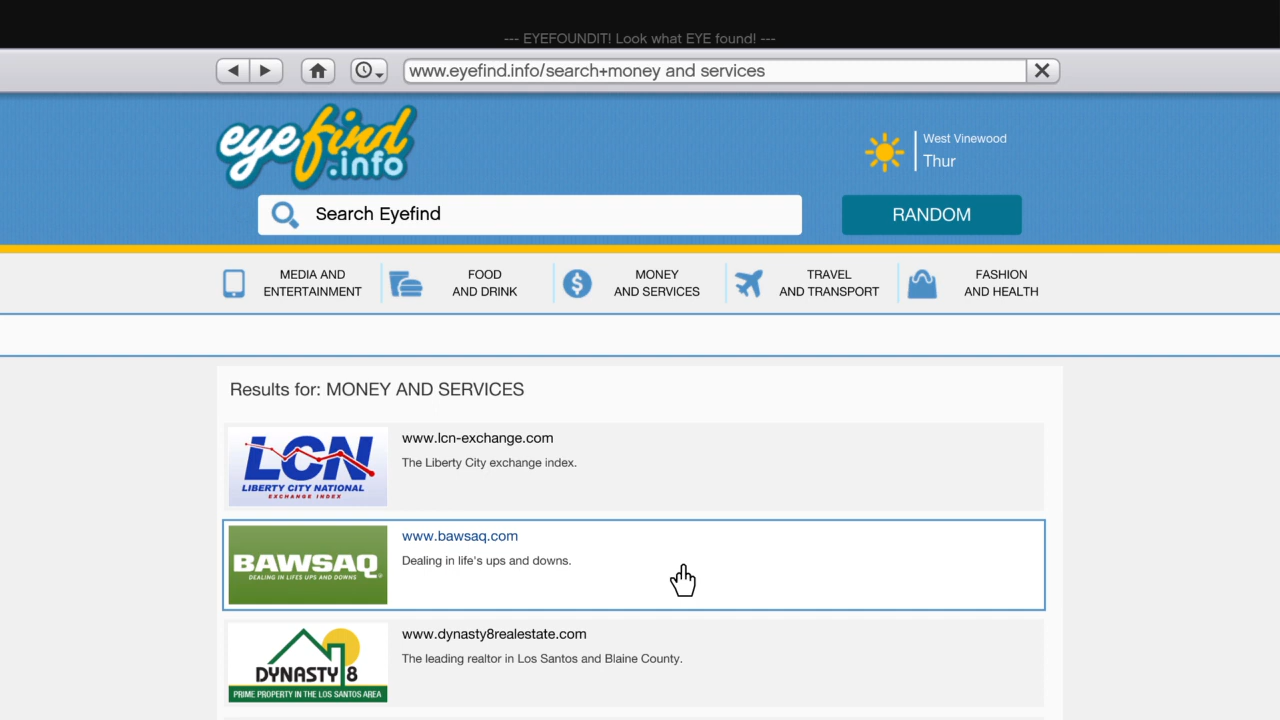 --- EYEFOUNDIT! Look what EYE found! ---
www.eyefind.info/search+money and services
eyefind
.info
West Vinewood
Thur
Search Eyefind
RANDOM
MEDIA AND
ENTERTAINMENT
FOOD
AND DRINK
MONEY
AND SERVICES
TRAVEL
AND TRANSPORT
FASHION
AND HEALTH
Results for: MONEY AND SERVICES
LCN
LIBERTY CITY NATIONAL
EXCHANGE INDEX
www.lcn-exchange.com
The Liberty City exchange index.
BAWSAQ
DEALING IN LIFES UPS AND DOWNS
www.bawsaq.com
Dealing in life's ups and downs.
DYNASTY 8
PRIME PROPERTY IN THE LOS SANTOS AREA
www.dynasty8realestate.com
The leading realtor in Los Santos and Blaine County.